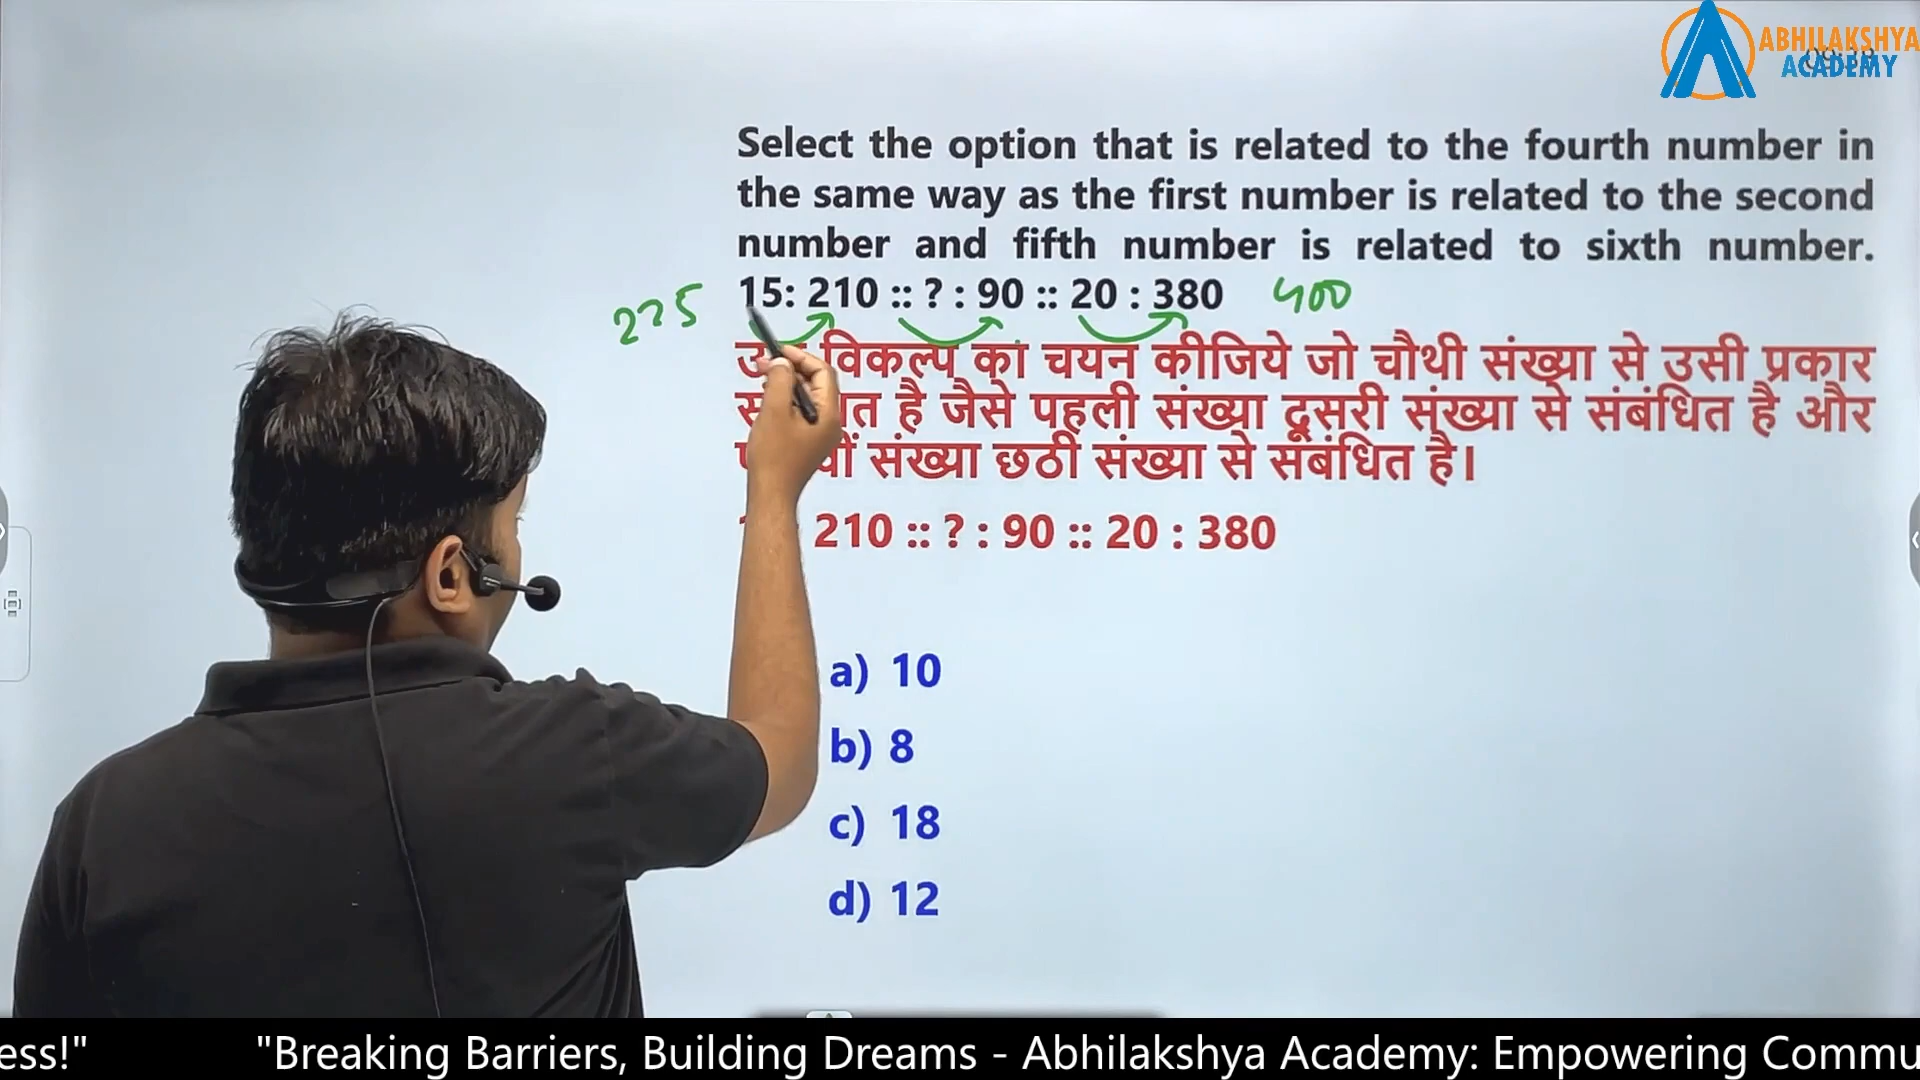 ABHILAKSHYA
ACADEMY
Select the option that is related to the fourth number in
the same way as the first number is related to the second
number and fifth number is related to sixth number.
225 15: 210 :: ? : 90 :: 20 : 380 400
विकल्प का चयन कीजिये जो चौथी संख्या से उसी प्रकार
है जैसे पहली संख्या दूसरी संख्या से संबंधित है और
संख्या छठी संख्या से संबंधित है।
210 :: ? : 90 :: 20 : 380
a) 10
b) 8
c) 18
d) 12
ess!" "Breaking Barriers, Building Dreams - Abhilakshya Academy: Empowering Commu